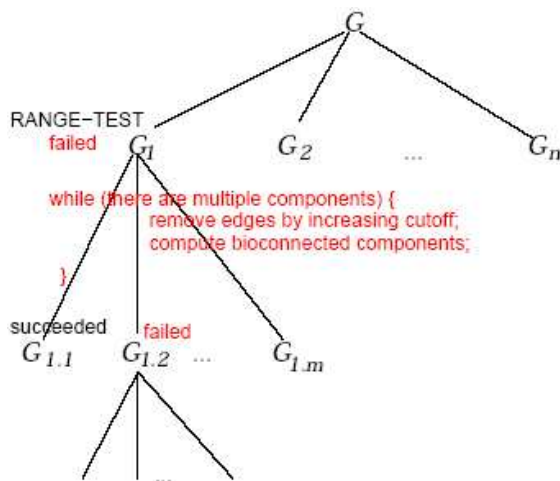 G
RANGE−TEST
failed
G1 G2 ... Gn
while (there are multiple components) {
remove edges by increasing cutoff;
compute bioconnected components;
}
succeeded failed
G1.1 G1.2 ... G1.m
...